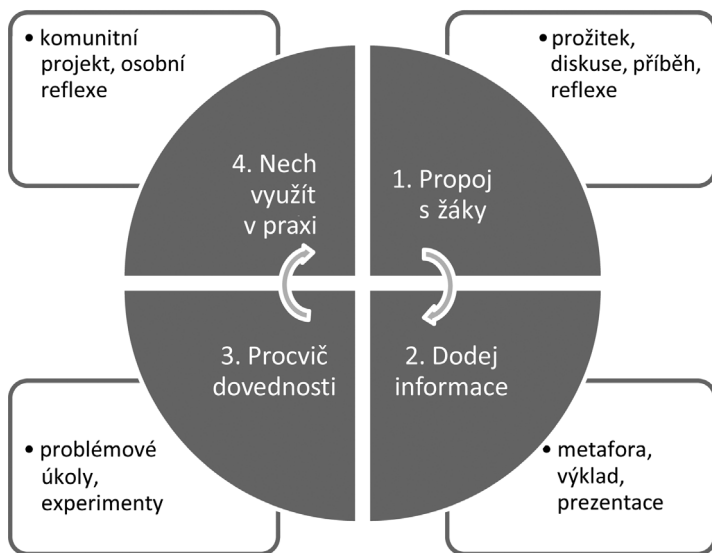 • komunitní
projekt, osobní
reflexe
• prožitek,
diskuse, příběh,
reflexe
4. Nech
využít
v praxi
1. Propoj
s žáky
3. Procvič
dovednosti
2. Dodej
informace
• problémové
úkoly,
experimenty
• metafora,
výklad,
prezentace